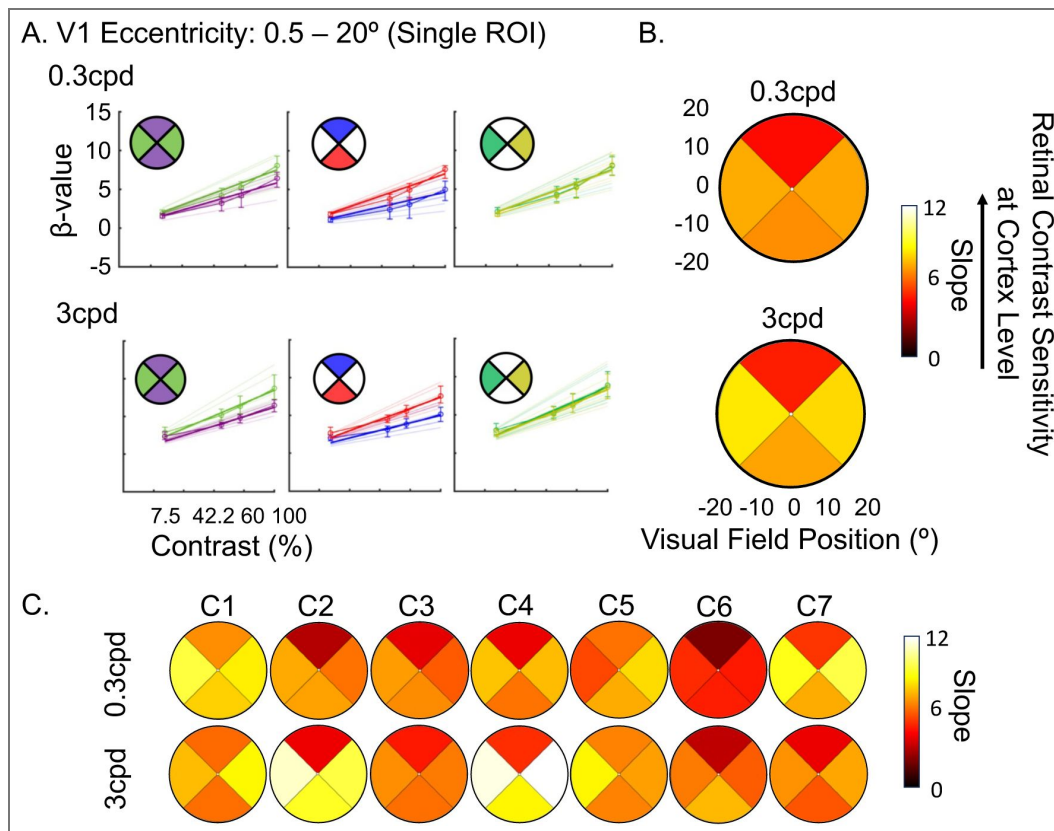 A. V1 Eccentricity: 0.5 – 20º (Single ROI)
0.3cpd
15
10
5
0
-5
β-value
3cpd
7.5 42.2 60 100
Contrast (%)
B.
0.3cpd
20
10
0
-10
-20
3cpd
-20 -10 0 10 20
Visual Field Position (º)
12
6
0
Slope
Retinal Contrast Sensitivity
at Cortex Level
C.
C1 C2 C3 C4 C5 C6 C7
0.3cpd
3cpd
12
6
0
Slope